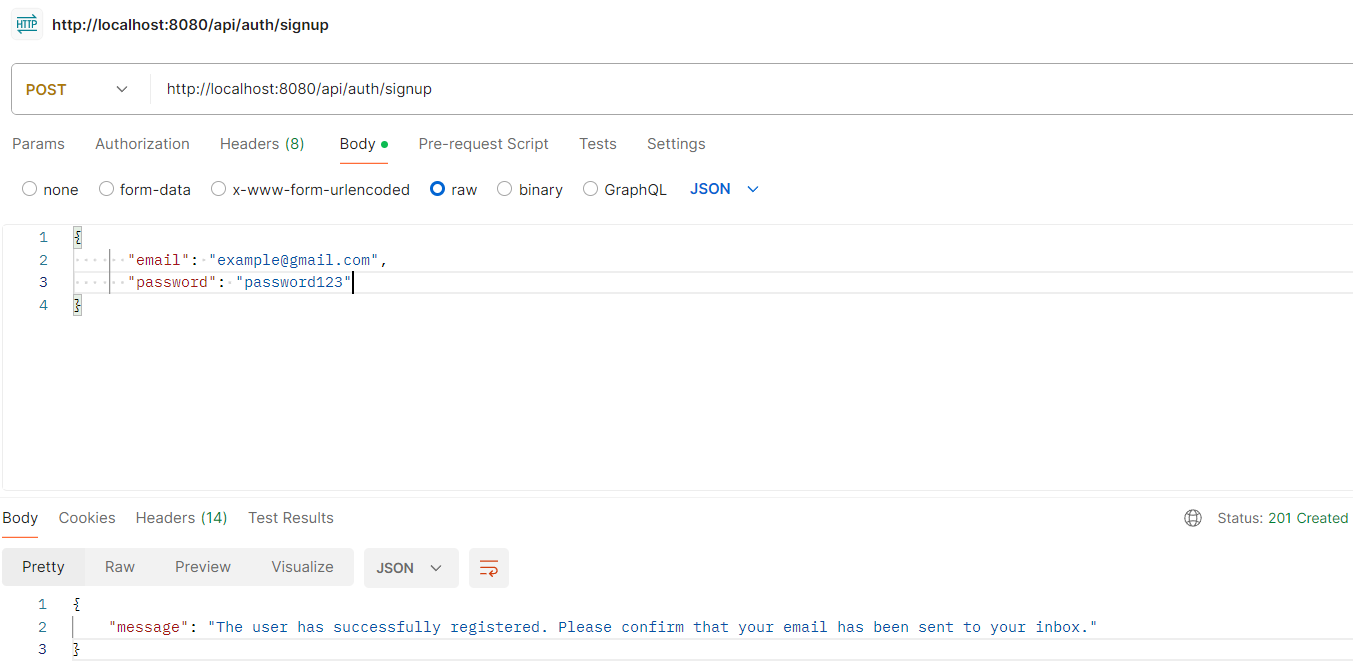 HTTP http://localhost:8080/api/auth/signup
POST http://localhost:8080/api/auth/signup
Params Authorization Headers (8) Body Pre-request Script Tests Settings
none form-data x-www-form-urlencoded raw binary GraphQL JSON
1 {
2 "email": "example@gmail.com",
3 "password": "password123"
4 }
Body Cookies Headers (14) Test Results Status: 201 Created
Pretty Raw Preview Visualize JSON
1 {
2 "message": "The user has successfully registered. Please confirm that your email has been sent to your inbox."
3 }